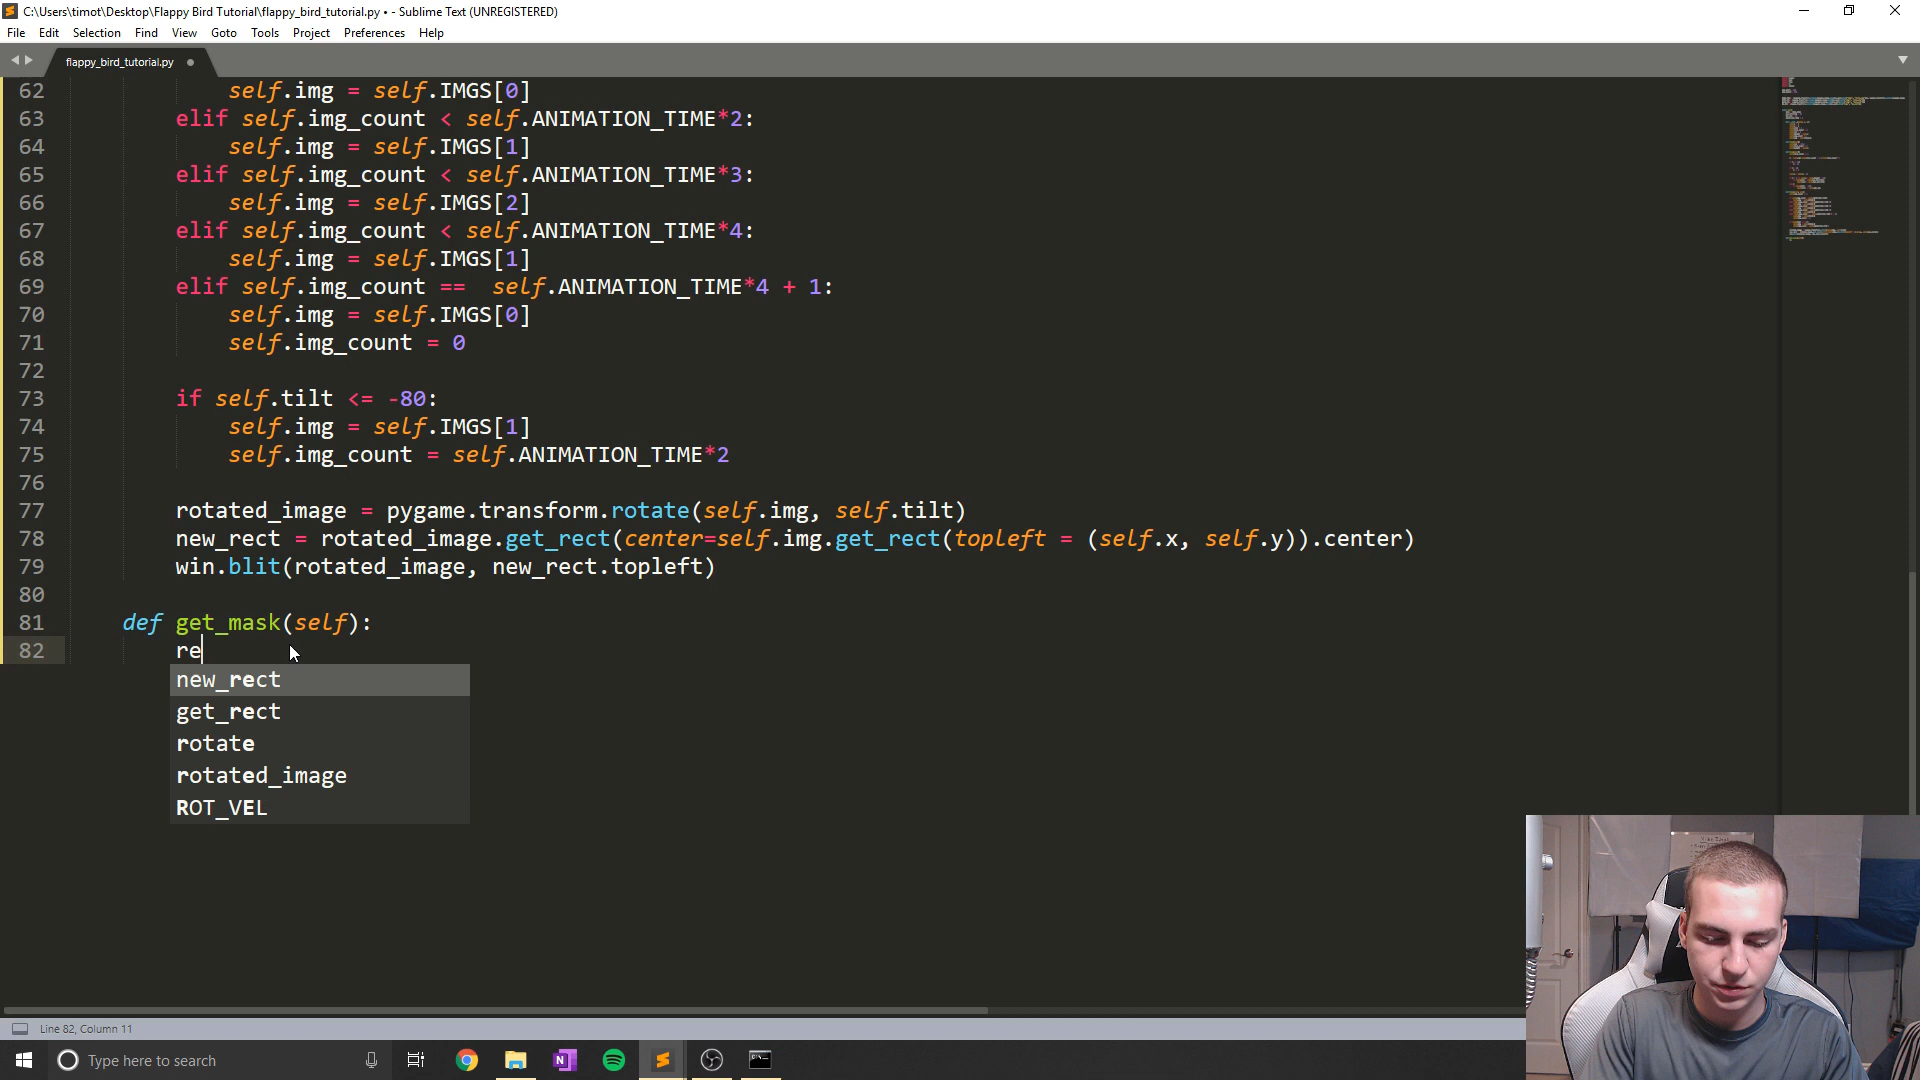 C:\Users\timot\Desktop\Flappy Bird Tutorial\flappy_bird_tutorial.py • - Sublime Text (UNREGISTERED)
File Edit Selection Find View Goto Tools Project Preferences Help
flappy_bird_tutorial.py
62 self.img = self.IMGS[0]
63 elif self.img_count < self.ANIMATION_TIME*2:
64 self.img = self.IMGS[1]
65 elif self.img_count < self.ANIMATION_TIME*3:
66 self.img = self.IMGS[2]
67 elif self.img_count < self.ANIMATION_TIME*4:
68 self.img = self.IMGS[1]
69 elif self.img_count ==  self.ANIMATION_TIME*4 + 1:
70 self.img = self.IMGS[0]
71 self.img_count = 0
72
73 if self.tilt <= -80:
74 self.img = self.IMGS[1]
75 self.img_count = self.ANIMATION_TIME*2
76
77 rotated_image = pygame.transform.rotate(self.img, self.tilt)
78 new_rect = rotated_image.get_rect(center=self.img.get_rect(topleft = (self.x, self.y)).center)
79 win.blit(rotated_image, new_rect.topleft)
80
81 def get_mask(self):
82 re
new_rect
get_rect
rotate
rotated_image
ROT_VEL
Line 82, Column 11
Type here to search